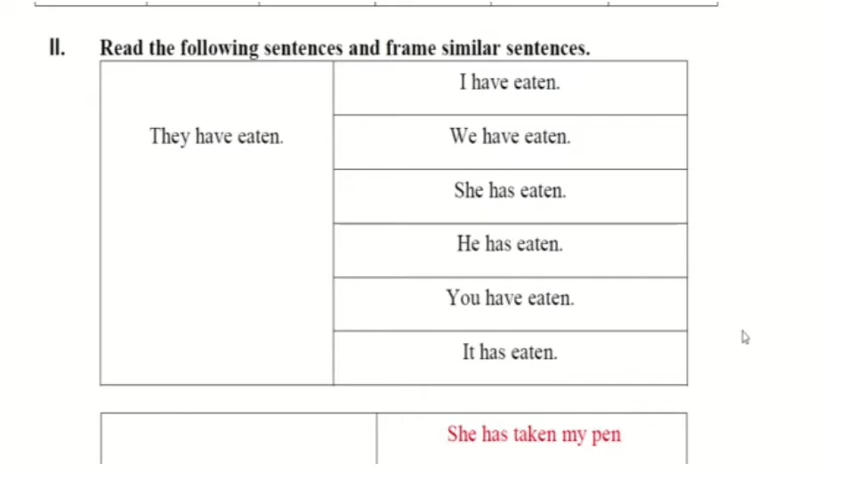 II. Read the following sentences and frame similar sentences.
I have eaten.
They have eaten. We have eaten.
She has eaten.
He has eaten.
You have eaten.
It has eaten.
She has taken my pen